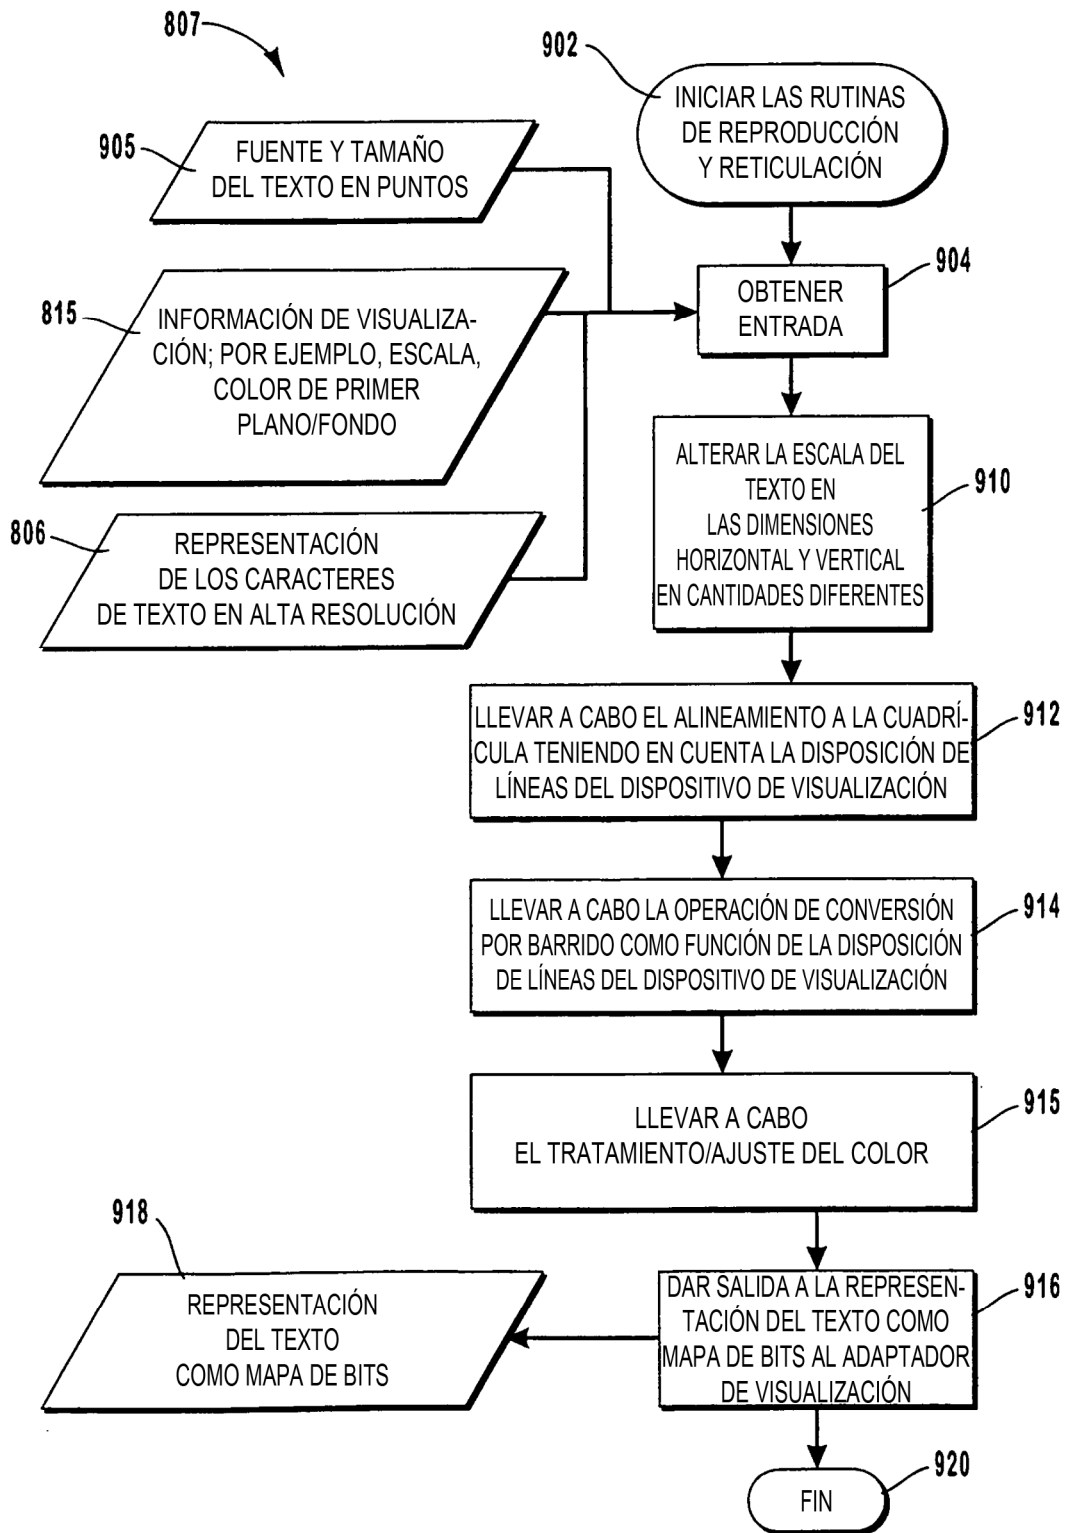 807
902
INICIAR LAS RUTINAS
DE REPRODUCCIÓN
Y RETICULACIÓN
905
FUENTE Y TAMAÑO
DEL TEXTO EN PUNTOS
904
OBTENER
ENTRADA
815
INFORMACIÓN DE VISUALIZA-
CIÓN; POR EJEMPLO, ESCALA,
COLOR DE PRIMER
PLANO/FONDO
910
ALTERAR LA ESCALA DEL
TEXTO EN
LAS DIMENSIONES
HORIZONTAL Y VERTICAL
EN CANTIDADES DIFERENTES
806
REPRESENTACIÓN
DE LOS CARACTERES
DE TEXTO EN ALTA RESOLUCIÓN
912
LLEVAR A CABO EL ALINEAMIENTO A LA CUADRÍ-
CULA TENIENDO EN CUENTA LA DISPOSICIÓN DE
LÍNEAS DEL DISPOSITIVO DE VISUALIZACIÓN
914
LLEVAR A CABO LA OPERACIÓN DE CONVERSIÓN
POR BARRIDO COMO FUNCIÓN DE LA DISPOSICIÓN
DE LÍNEAS DEL DISPOSITIVO DE VISUALIZACIÓN
915
LLEVAR A CABO
EL TRATAMIENTO/AJUSTE DEL COLOR
918
REPRESENTACIÓN
DEL TEXTO
COMO MAPA DE BITS
916
DAR SALIDA A LA REPRESEN-
TACIÓN DEL TEXTO COMO
MAPA DE BITS AL ADAPTADOR
DE VISUALIZACIÓN
920
FIN